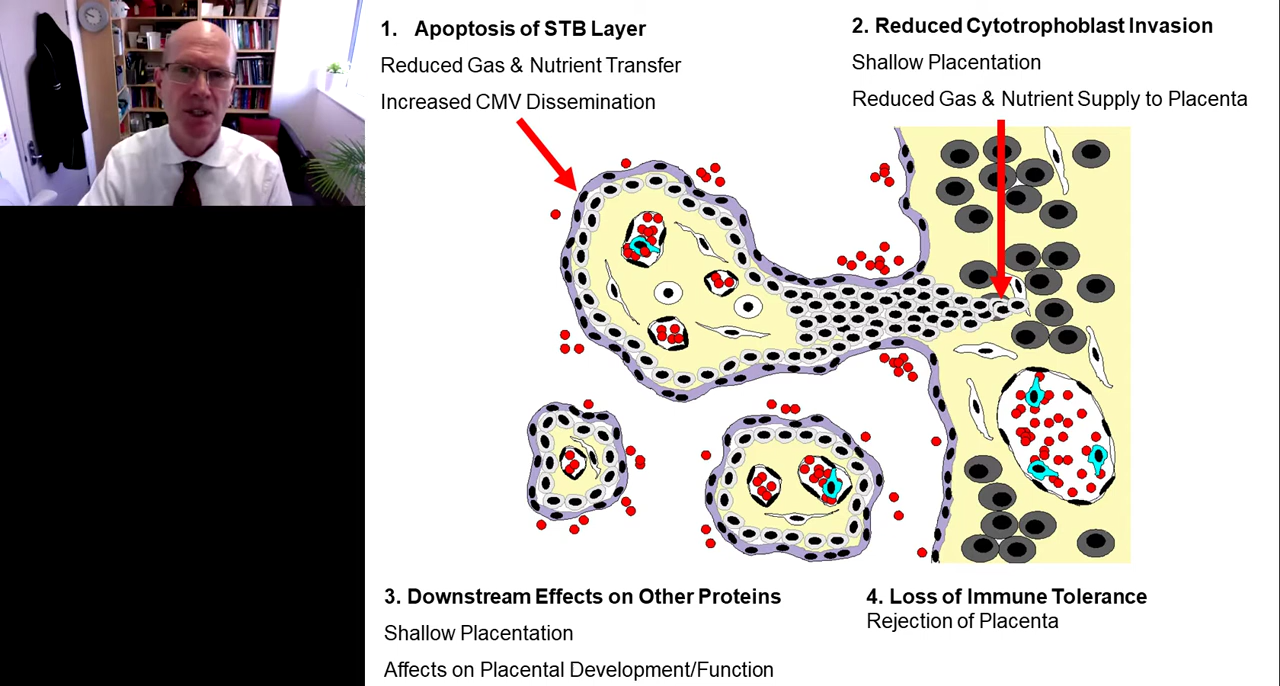 1. Apoptosis of STB Layer
Reduced Gas & Nutrient Transfer
Increased CMV Dissemination
2. Reduced Cytotrophoblast Invasion
Shallow Placentation
Reduced Gas & Nutrient Supply to Placenta
3. Downstream Effects on Other Proteins
Shallow Placentation
Affects on Placental Development/Function
4. Loss of Immune Tolerance
Rejection of Placenta